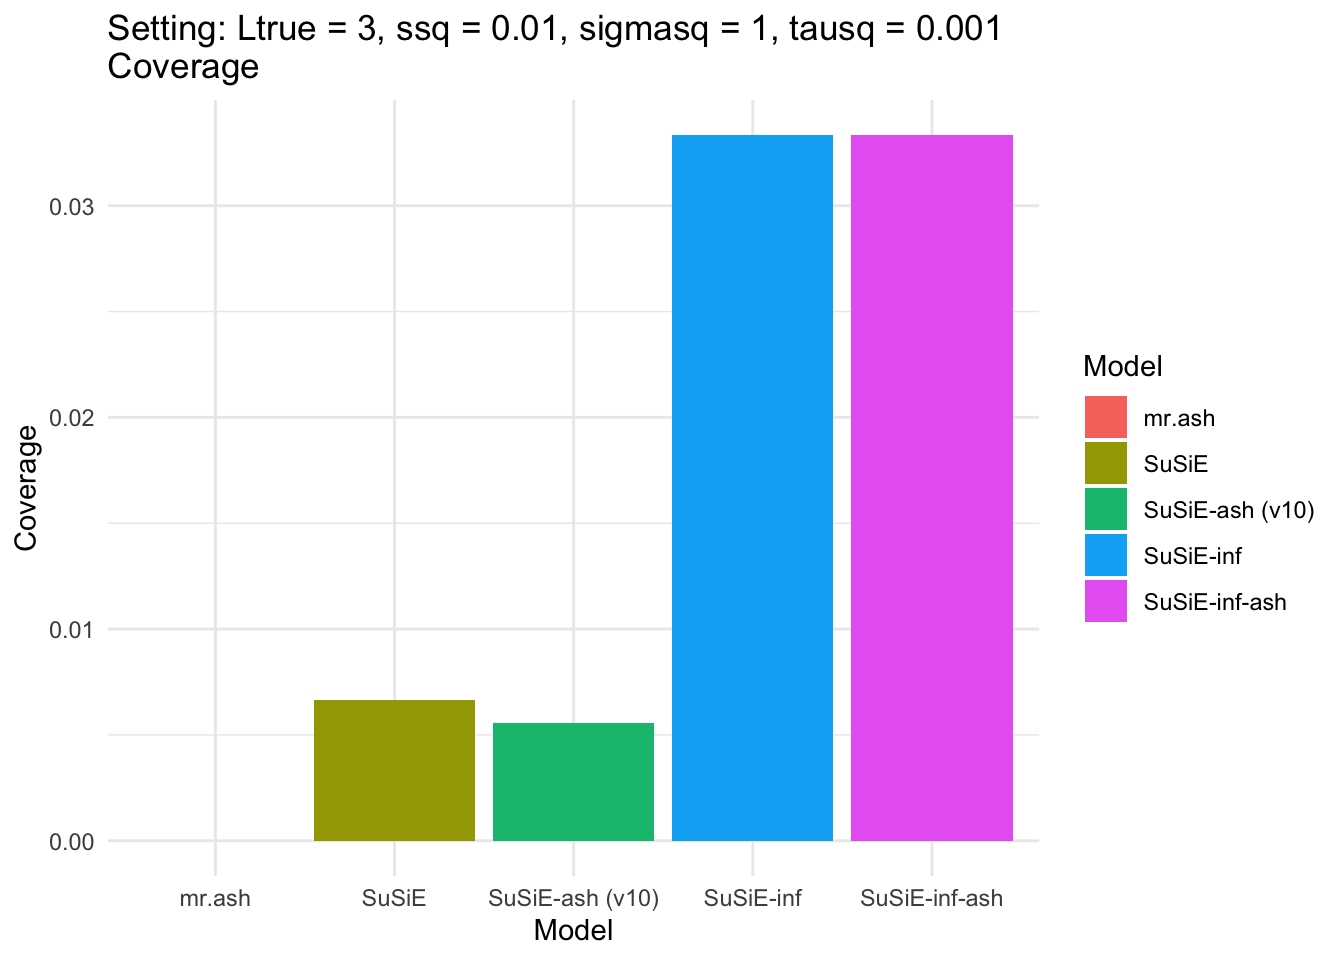 Setting: Ltrue = 3, ssq = 0.01, sigmasq = 1, tausq = 0.001
Coverage
Coverage
0.03
0.02
0.01
0.00
mr.ash
SuSiE
SuSiE-ash (v10)
SuSiE-inf
SuSiE-inf-ash
Model
Model
mr.ash
SuSiE
SuSiE-ash (v10)
SuSiE-inf
SuSiE-inf-ash